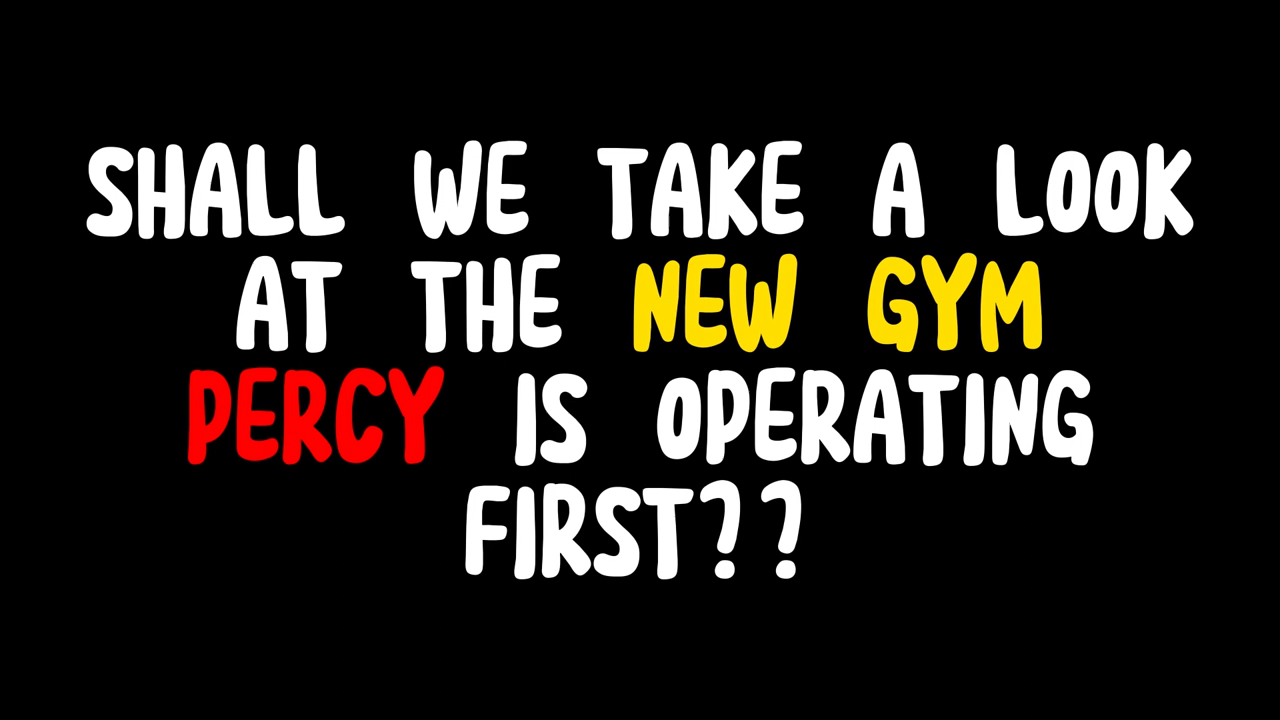 SHALL WE TAKE A LOOK
AT THE NEW GYM
PERCY IS OPERATING
FIRST??